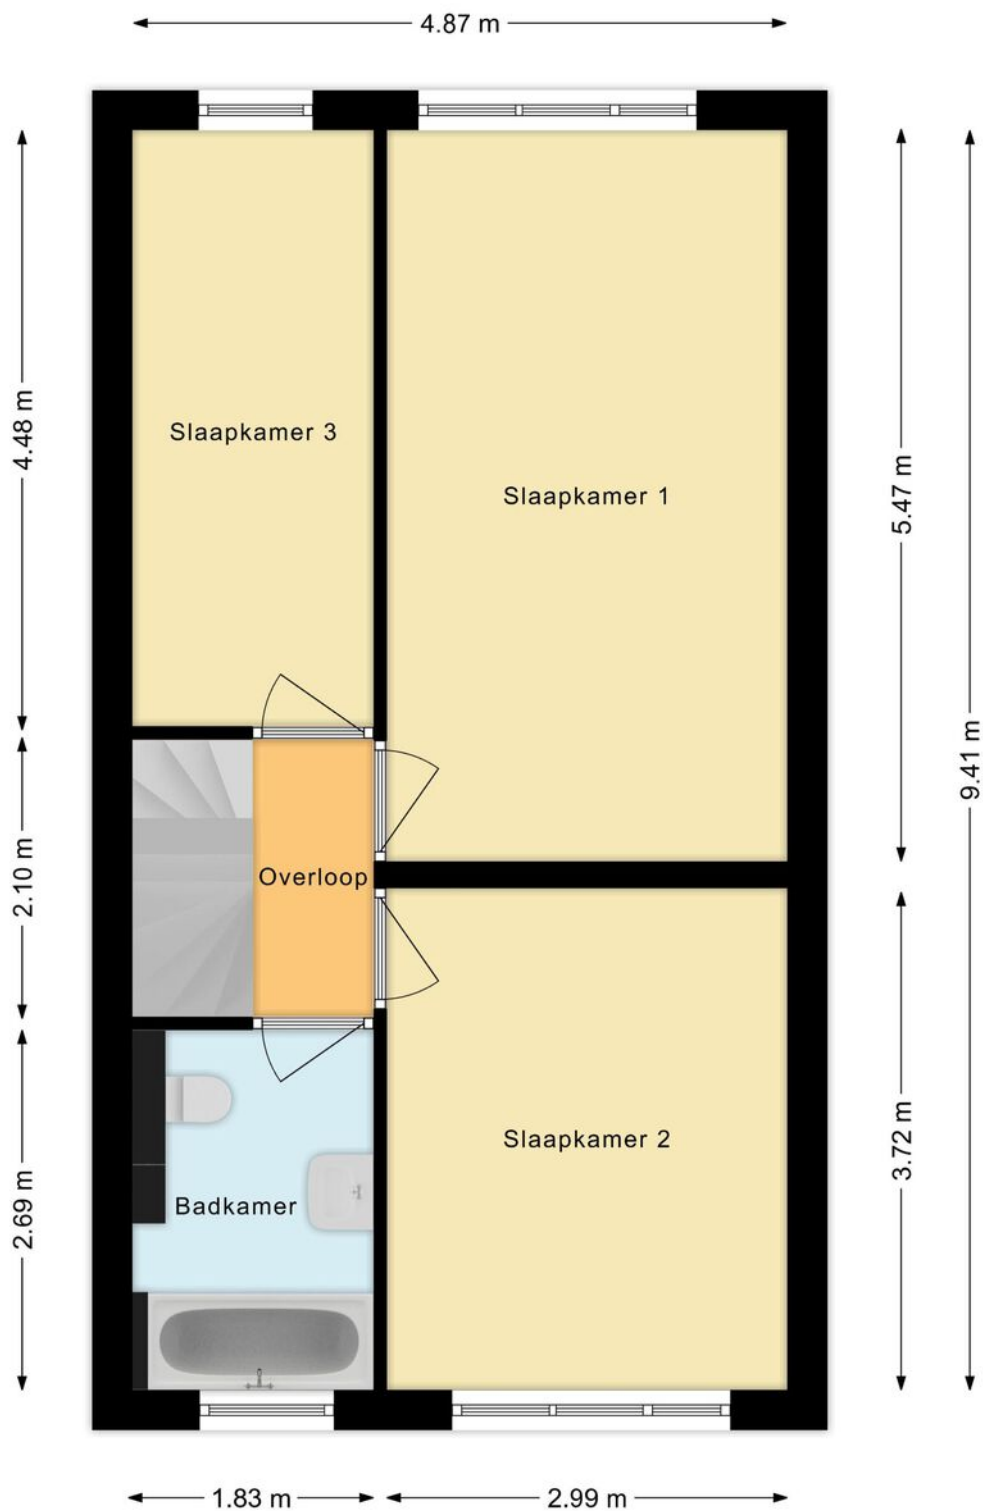 4.87 m
4.48 m
Slaapkamer 3
5.47 m
Slaapkamer 1
9.41 m
2.10 m
Overloop
3.72 m
Slaapkamer 2
2.69 m
Badkamer
1.83 m
2.99 m